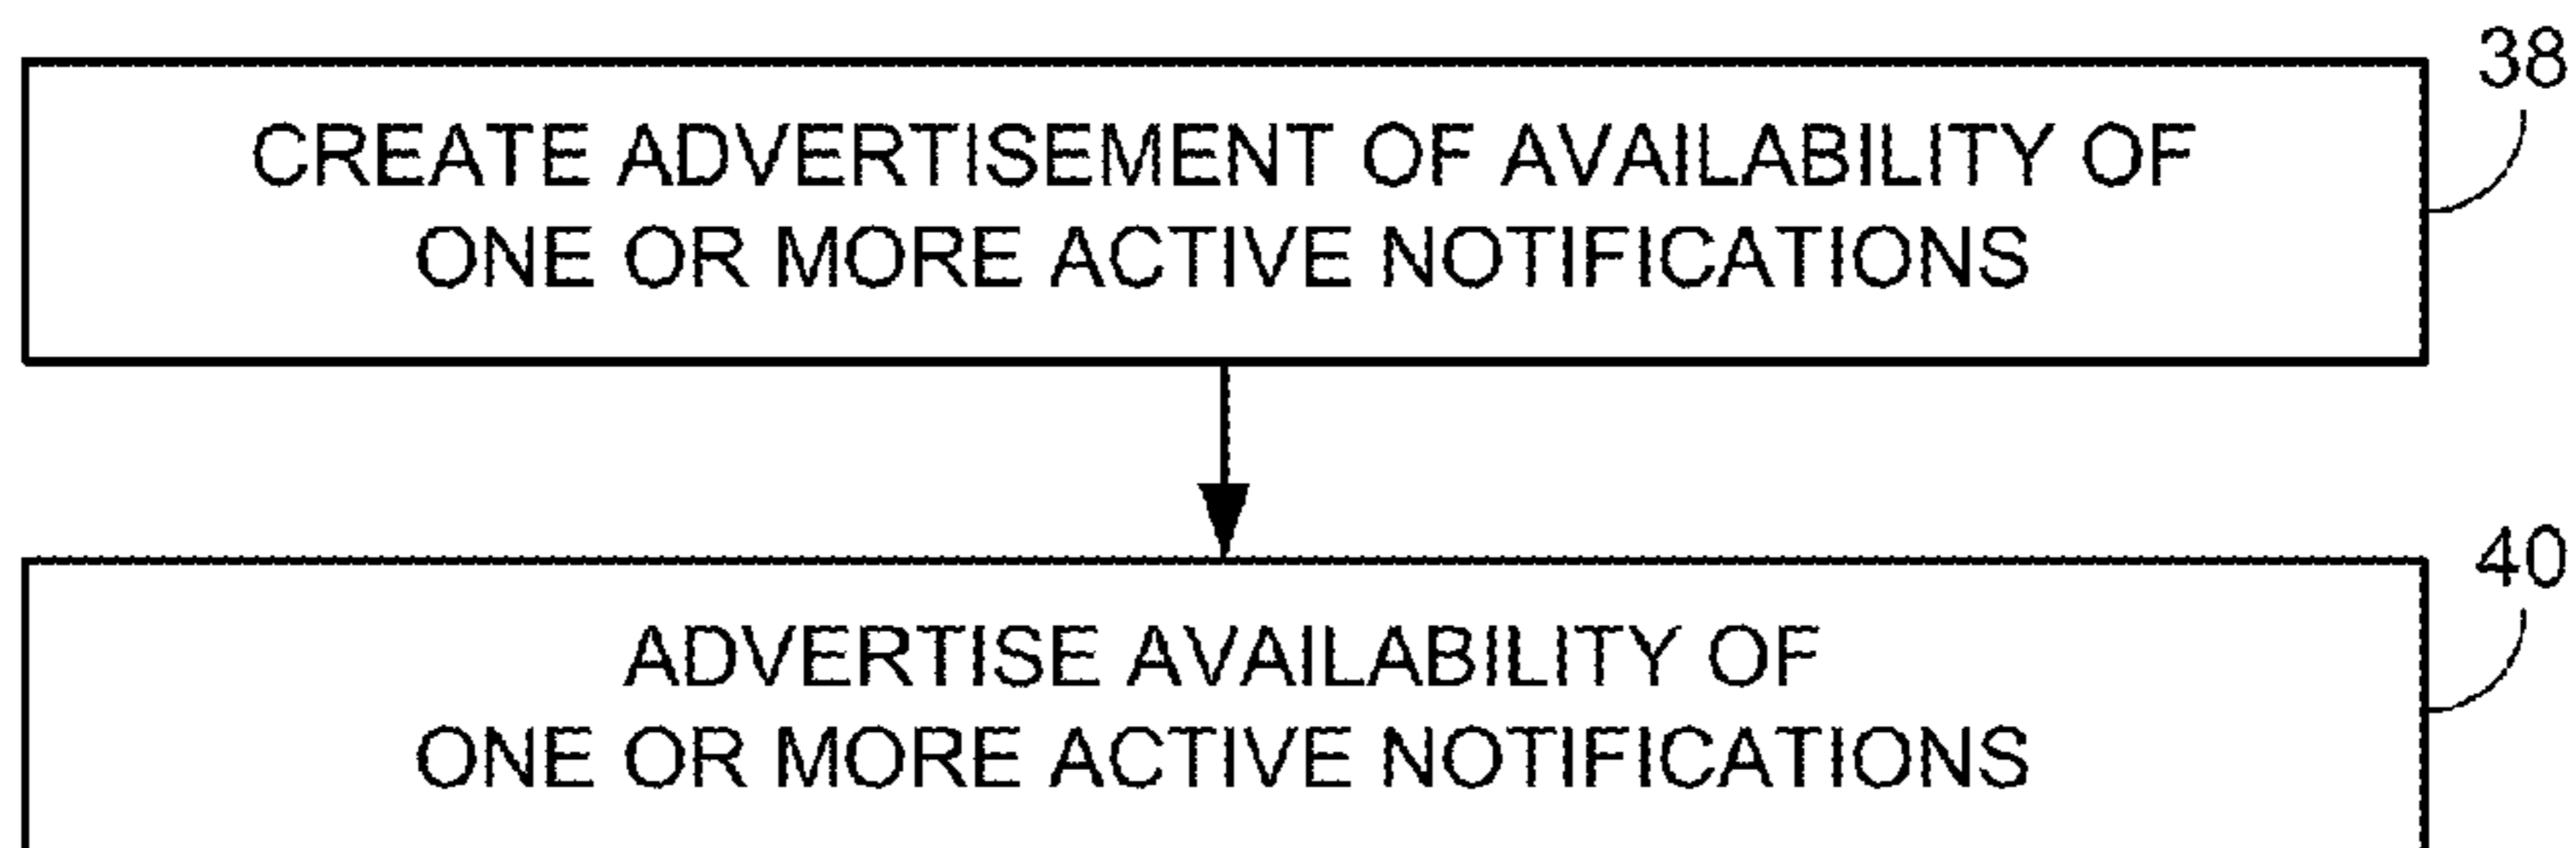 38
CREATE ADVERTISEMENT OF AVAILABILITY OF
ONE OR MORE ACTIVE NOTIFICATIONS
40
ADVERTISE AVAILABILITY OF
ONE OR MORE ACTIVE NOTIFICATIONS